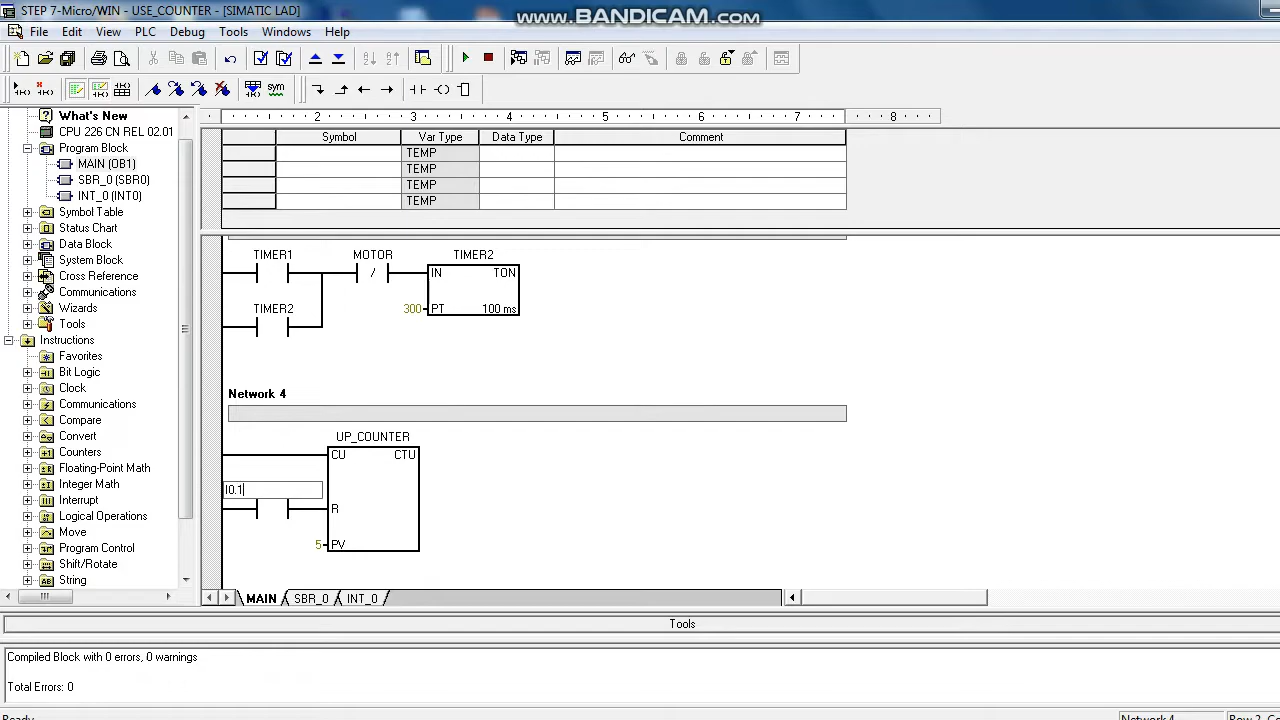 STEP 7-Micro/WIN - USE_COUNTER - [SIMATIC LAD]
www.BANDICAM.com
File Edit View PLC Debug Tools Windows Help
sym
What's New
CPU 226 CN REL 02.01
Program Block
MAIN (OB1)
SBR_0 (SBR0)
INT_0 (INT0)
Symbol Table
Status Chart
Data Block
System Block
Cross Reference
Communications
Wizards
Tools
Instructions
Favorites
Bit Logic
Clock
Communications
Compare
Convert
Counters
Floating-Point Math
Integer Math
Interrupt
Logical Operations
Move
Program Control
Shift/Rotate
String
2 3 4 5 6 7 8
Symbol Var Type Data Type Comment
TEMP
TEMP
TEMP
TEMP
TIMER1 MOTOR TIMER2
/ IN TON
TIMER2 300 PT 100 ms
Network 4
UP_COUNTER
CU CTU
I0.1
R
5 PV
MAIN SBR_0 INT_0
Tools
Compiled Block with 0 errors, 0 warnings
Total Errors: 0
Ready
Network 4